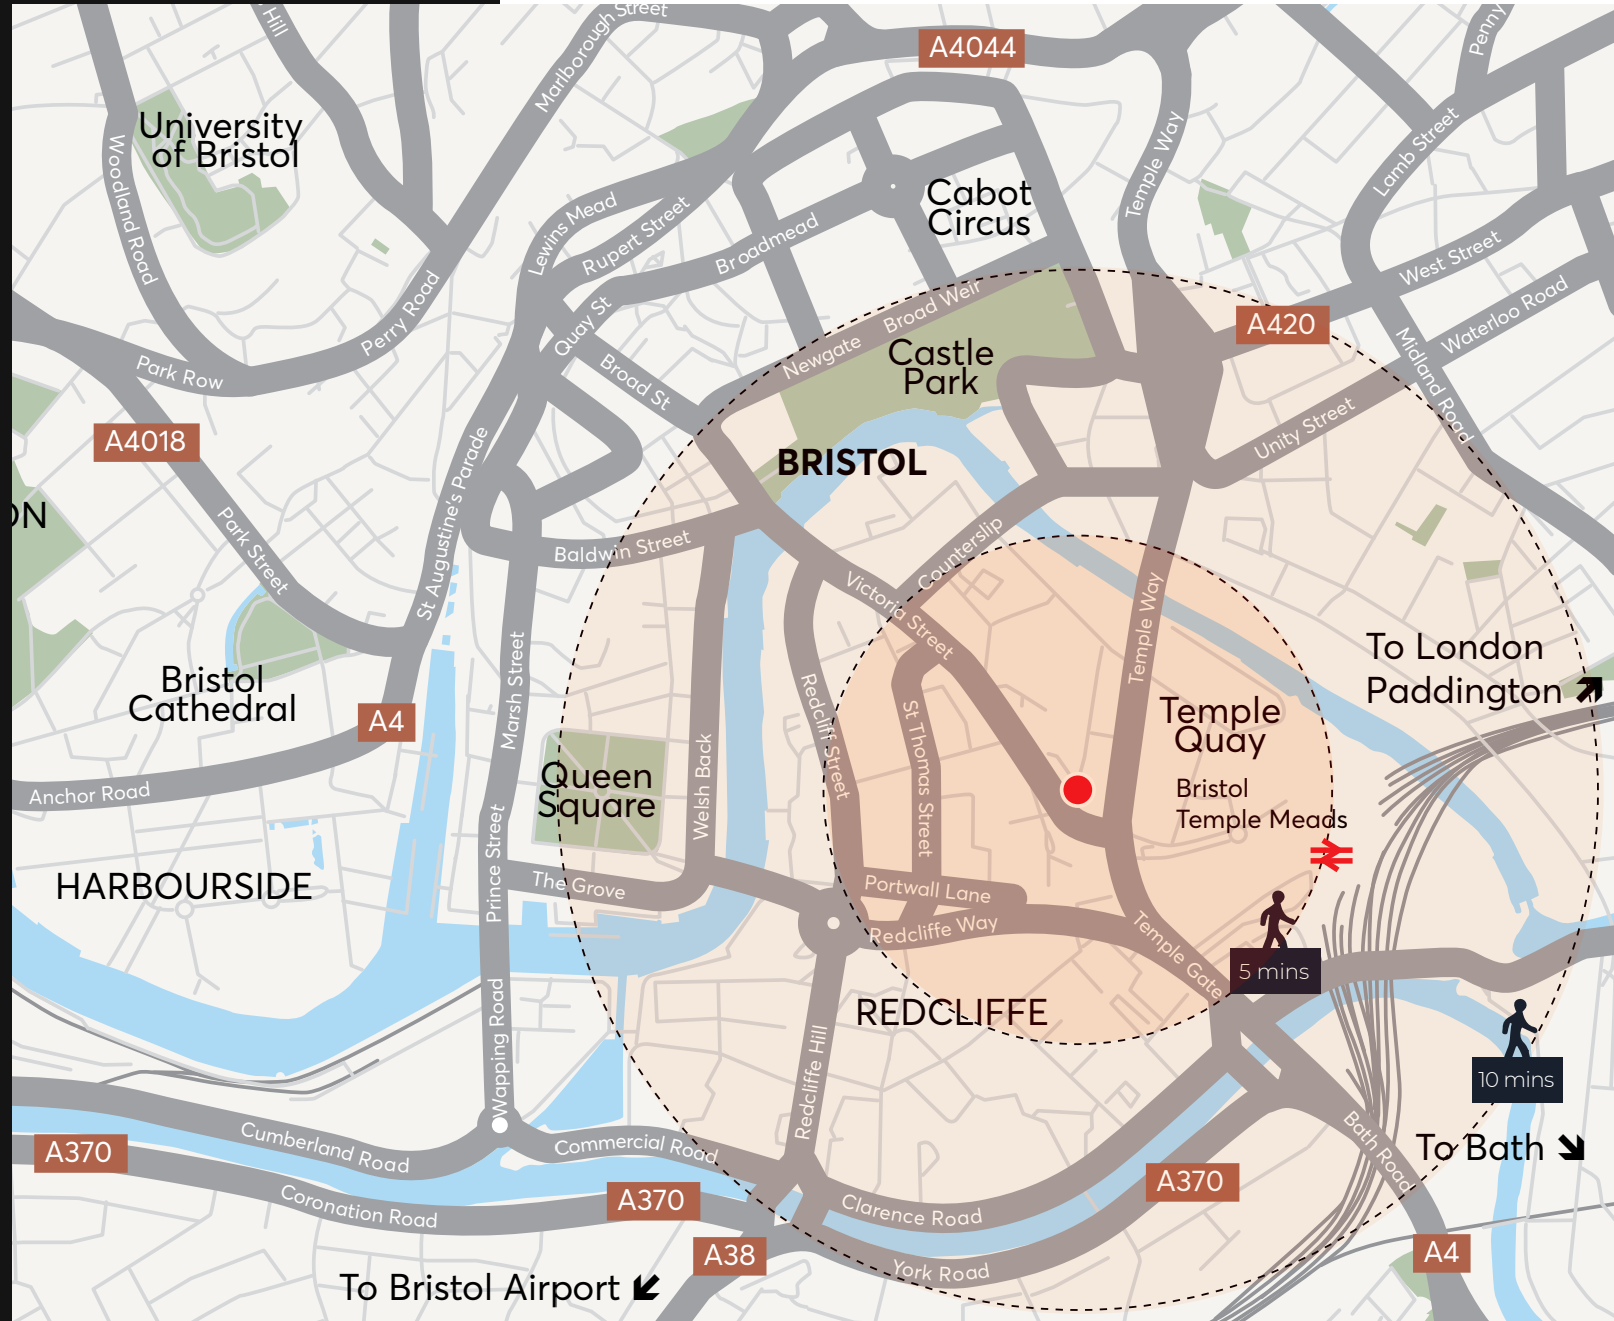 Hill
Marlborough Street
A4044
Penny
University
of Bristol
Woodland Road
Temple Way
Lamb Street
Cabot
Circus
Lewins Mead
Rupert Street
Broadmead
West Street
Waterloo Road
Perry Road
Quay St
Broad Weir
Newgate
A420
Castle
Park
Midland Road
Park Row
Broad St
Unity Street
A4018
St Augustine's Parade
BRISTOL
ON
Park Street
Baldwin Street
Counterslip
Victoria Street
Temple Way
To London
Paddington
Bristol
Cathedral
A4
Marsh Street
Redcliff Street
St Thomas Street
Temple
Quay
Queen
Square
Welsh Back
Bristol
Temple Meads
Anchor Road
Prince Street
HARBOURSIDE
The Grove
Portwall Lane
Redcliffe Way
Temple Gate
5 mins
REDCLIFFE
Wapping Road
Redcliffe Hill
10 mins
Cumberland Road
Commercial Road
Bath Road
To Bath
A370
A370
A370
Coronation Road
Clarence Road
A38
York Road
A4
To Bristol Airport